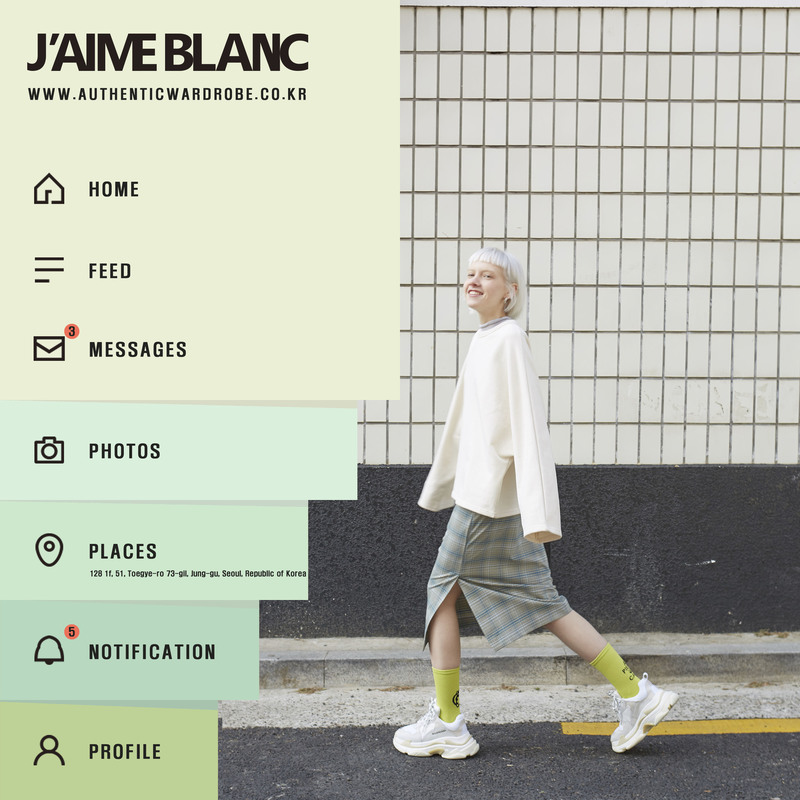 J'AIME BLANC
WWW.AUTHENTICWARDROBE.CO.KR
HOME
FEED
3
MESSAGES
PHOTOS
PLACES
128 1f, 51, Toegye-ro 73-gil, Jung-gu, Seoul, Republic of Korea
5
NOTIFICATION
PROFILE